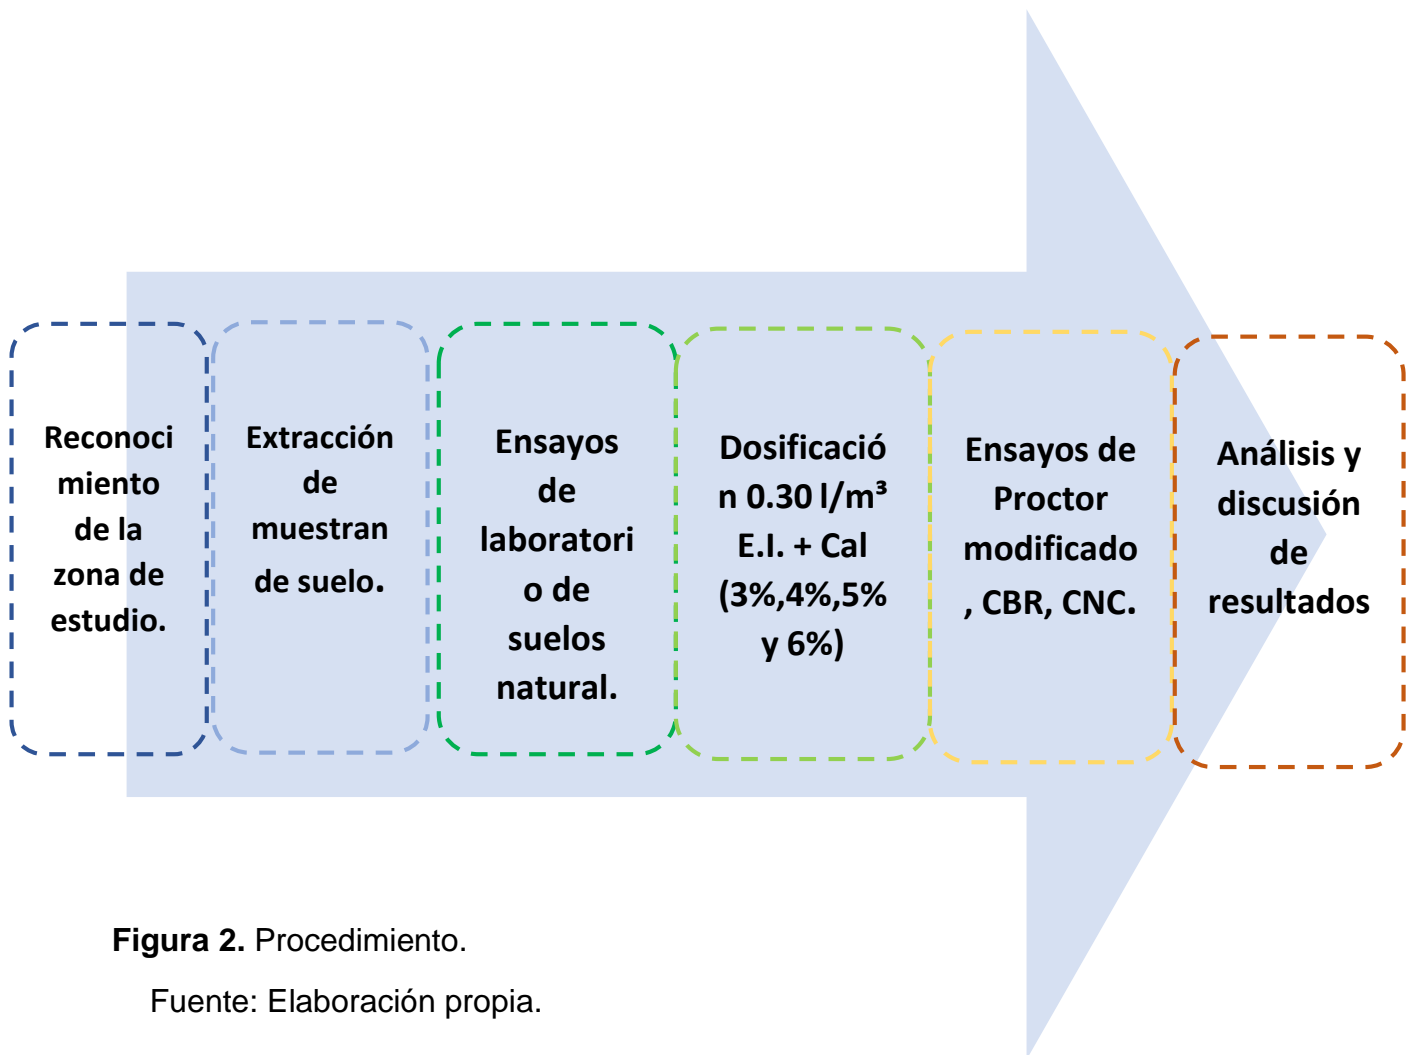 Reconoci
miento
de la
zona de
estudio.
Extracción
de
muestran
de suelo.
Ensayos
de
laboratori
o de
suelos
natural.
Dosificació
n 0.30 l/m³
E.I. + Cal
(3%,4%,5%
y 6%)
Ensayos de
Proctor
modificado
, CBR, CNC.
Análisis y
discusión
de
resultados
Figura 2. Procedimiento.
Fuente: Elaboración propia.